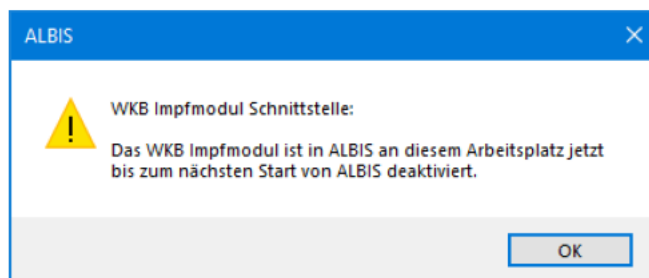 ALBIS
WKB Impfmodul Schnittstelle:
Das WKB Impfmodul ist in ALBIS an diesem Arbeitsplatz jetzt
bis zum nächsten Start von ALBIS deaktiviert.
OK